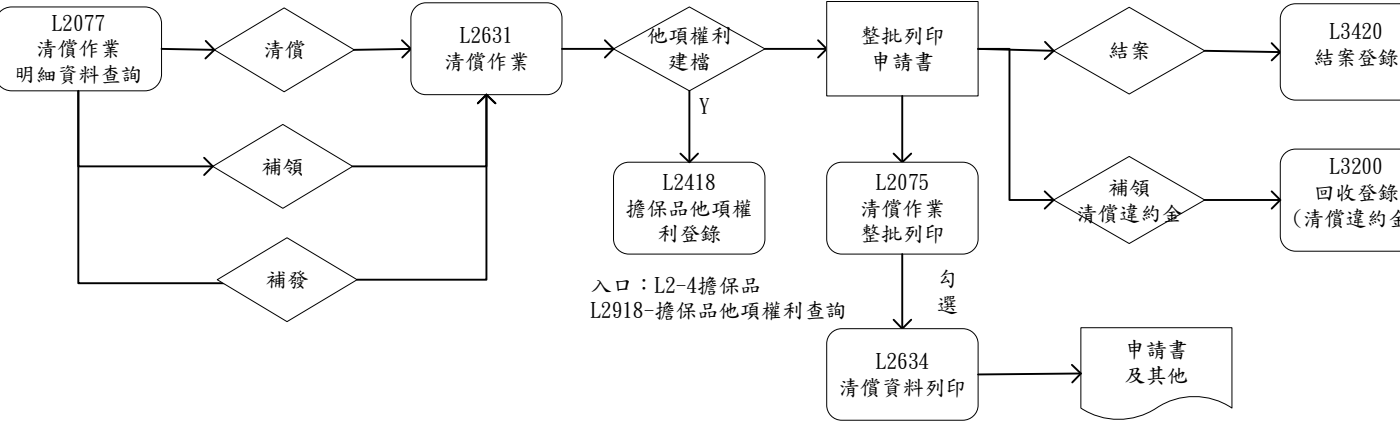 L2077
清償作業
明細資料查詢
清償
補領
補發
L2631
清償作業
他項權利
建檔
Y
L2418
擔保品他項權
利登錄
入口：L2-4擔保品
L2918-擔保品他項權利查詢
整批列印
申請書
L2075
清償作業
整批列印
勾
選
L2634
清償資料列印
申請書
及其他
結案
L3420
結案登錄
補領
清償違約金
L3200
回收登錄
(清償違約金